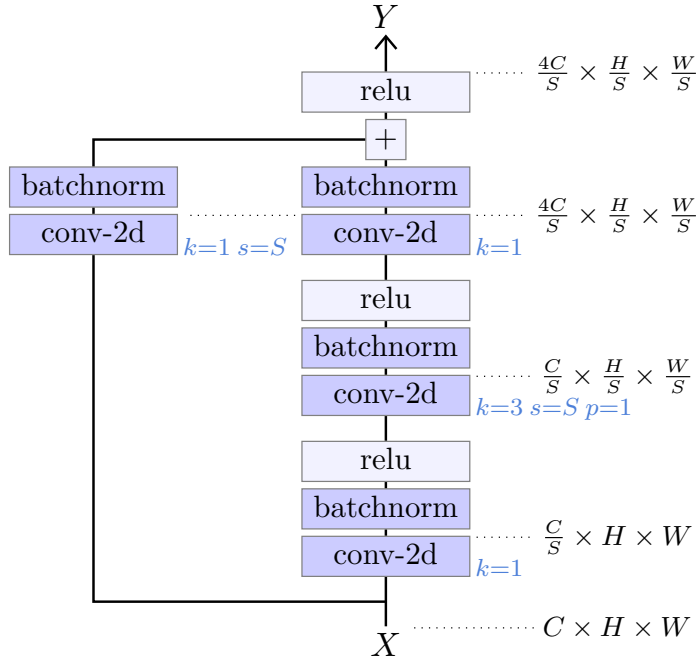 Y
relu
4C/S × H/S × W/S
+
batchnorm
batchnorm
conv-2d
k=1 s=S
conv-2d
k=1
4C/S × H/S × W/S
relu
batchnorm
conv-2d
k=3 s=S p=1
C/S × H/S × W/S
relu
batchnorm
conv-2d
k=1
C/S × H × W
X
C × H × W